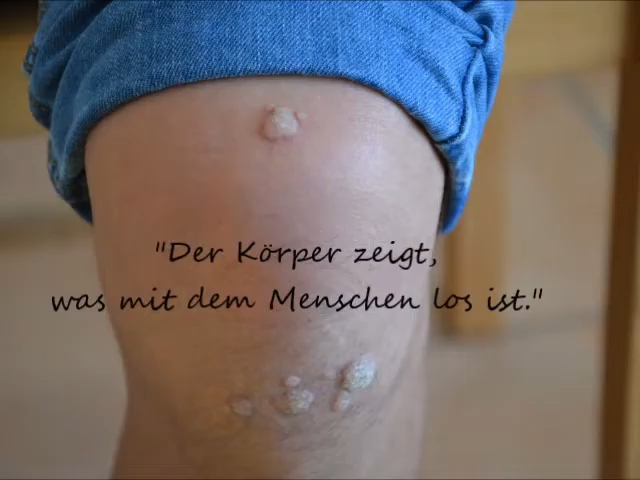 "Der Körper zeigt,
was mit dem Menschen los ist."